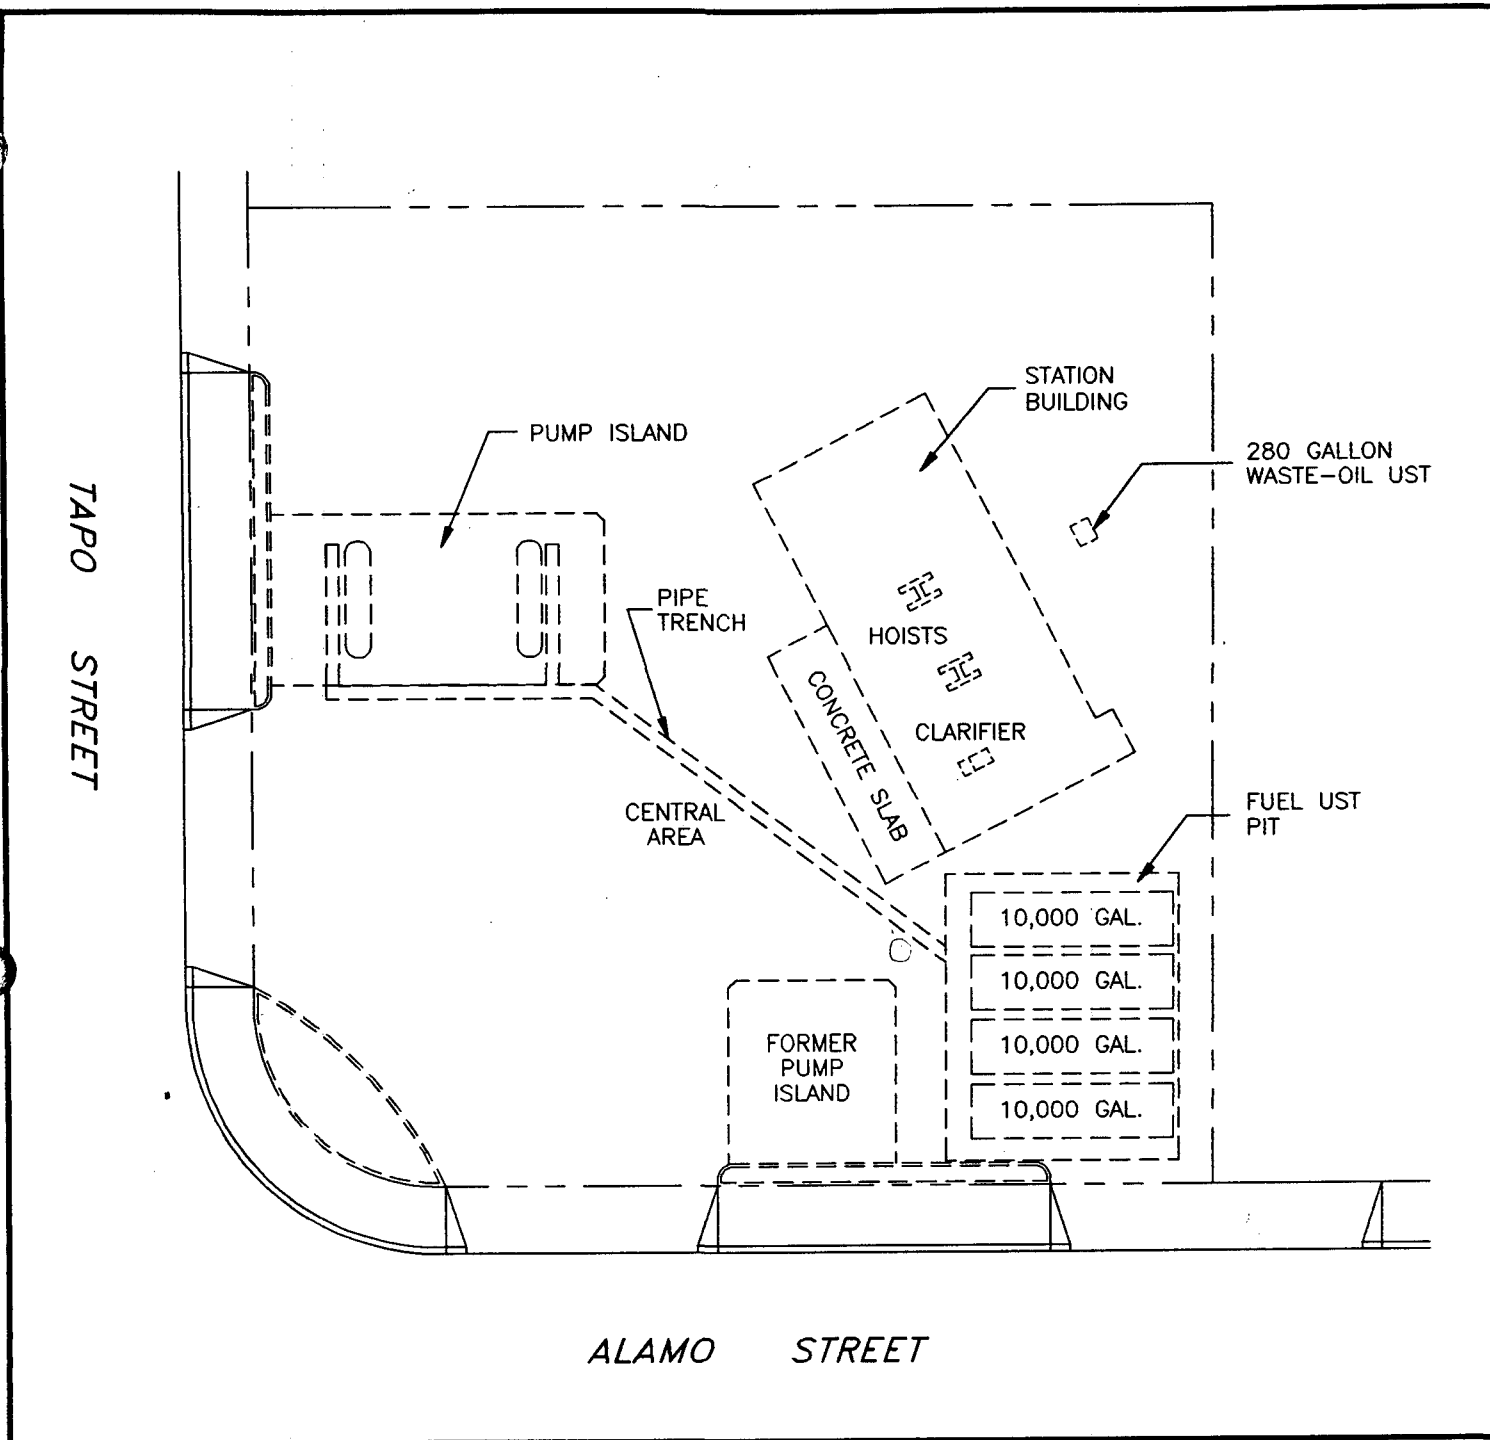 STATION
BUILDING
PUMP ISLAND
280 GALLON
WASTE-OIL UST
TAPO STREET
PIPE
TRENCH
HOISTS
CONCRETE SLAB
CLARIFIER
CENTRAL
AREA
FUEL UST
PIT
10,000 GAL.
10,000 GAL.
10,000 GAL.
10,000 GAL.
FORMER
PUMP
ISLAND
ALAMO STREET